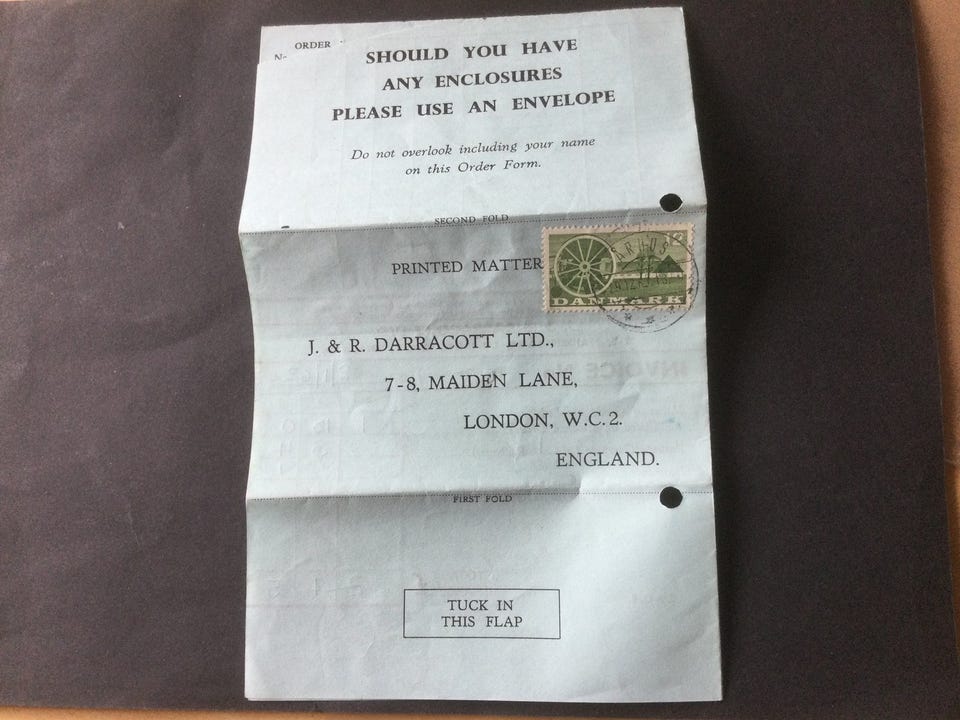 ORDER
SHOULD YOU HAVE
ANY ENCLOSURES
PLEASE USE AN ENVELOPE
Do not overlook including your name
on this Order Form.
SECOND FOLD
PRINTED MATTER
ARHUS
DANMARK
J. & R. DARRACOTT LTD.,
7-8, MAIDEN LANE,
LONDON, W.C.2.
ENGLAND.
FIRST FOLD
TUCK IN
THIS FLAP